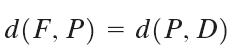 d(F, P) = d(P, D)